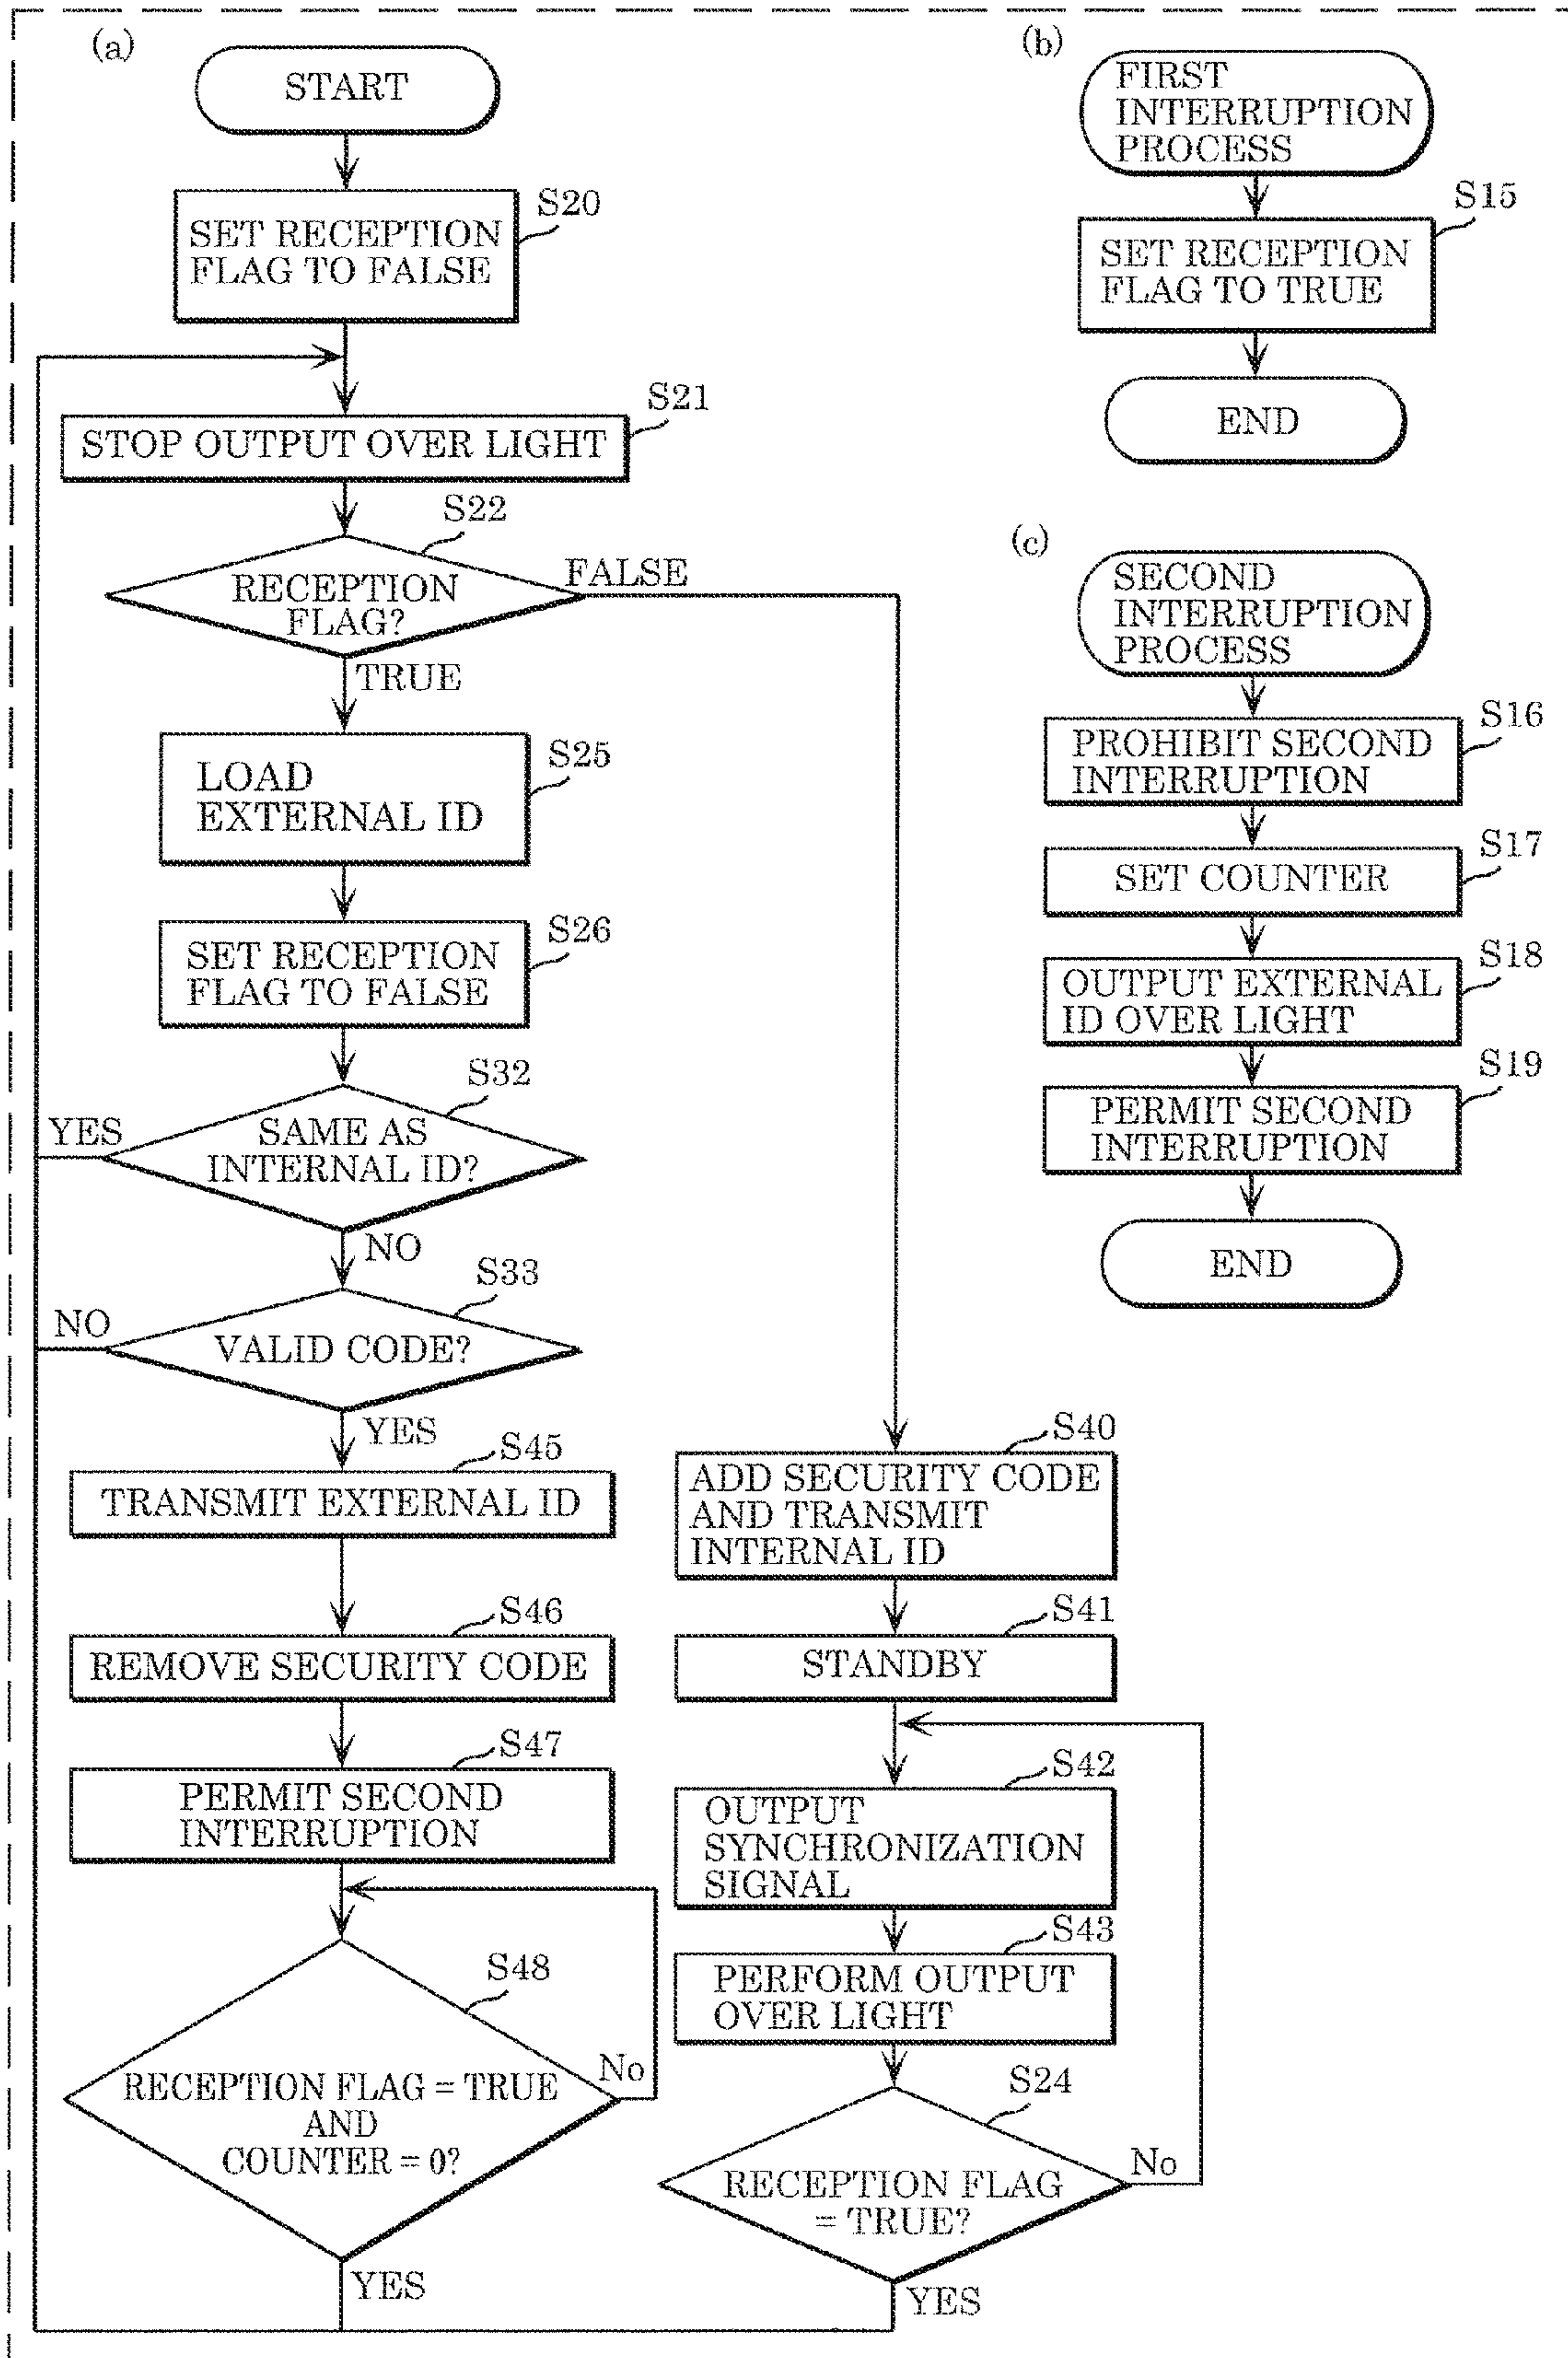 (a)
START
S20
SET RECEPTION
FLAG TO FALSE
S21
STOP OUTPUT OVER LIGHT
S22
RECEPTION
FLAG?
FALSE
TRUE
S25
LOAD
EXTERNAL ID
S26
SET RECEPTION
FLAG TO FALSE
S32
SAME AS
INTERNAL ID?
YES
NO
S33
VALID CODE?
NO
YES
S45
TRANSMIT EXTERNAL ID
S46
REMOVE SECURITY CODE
S47
PERMIT SECOND
INTERRUPTION
S48
RECEPTION FLAG = TRUE
AND
COUNTER = 0?
No
YES
S40
ADD SECURITY CODE
AND TRANSMIT
INTERNAL ID
S41
STANDBY
S42
OUTPUT
SYNCHRONIZATION
SIGNAL
S43
PERFORM OUTPUT
OVER LIGHT
S24
RECEPTION FLAG
= TRUE?
No
YES
(b)
FIRST
INTERRUPTION
PROCESS
S15
SET RECEPTION
FLAG TO TRUE
END
(c)
SECOND
INTERRUPTION
PROCESS
S16
PROHIBIT SECOND
INTERRUPTION
S17
SET COUNTER
S18
OUTPUT EXTERNAL
ID OVER LIGHT
S19
PERMIT SECOND
INTERRUPTION
END